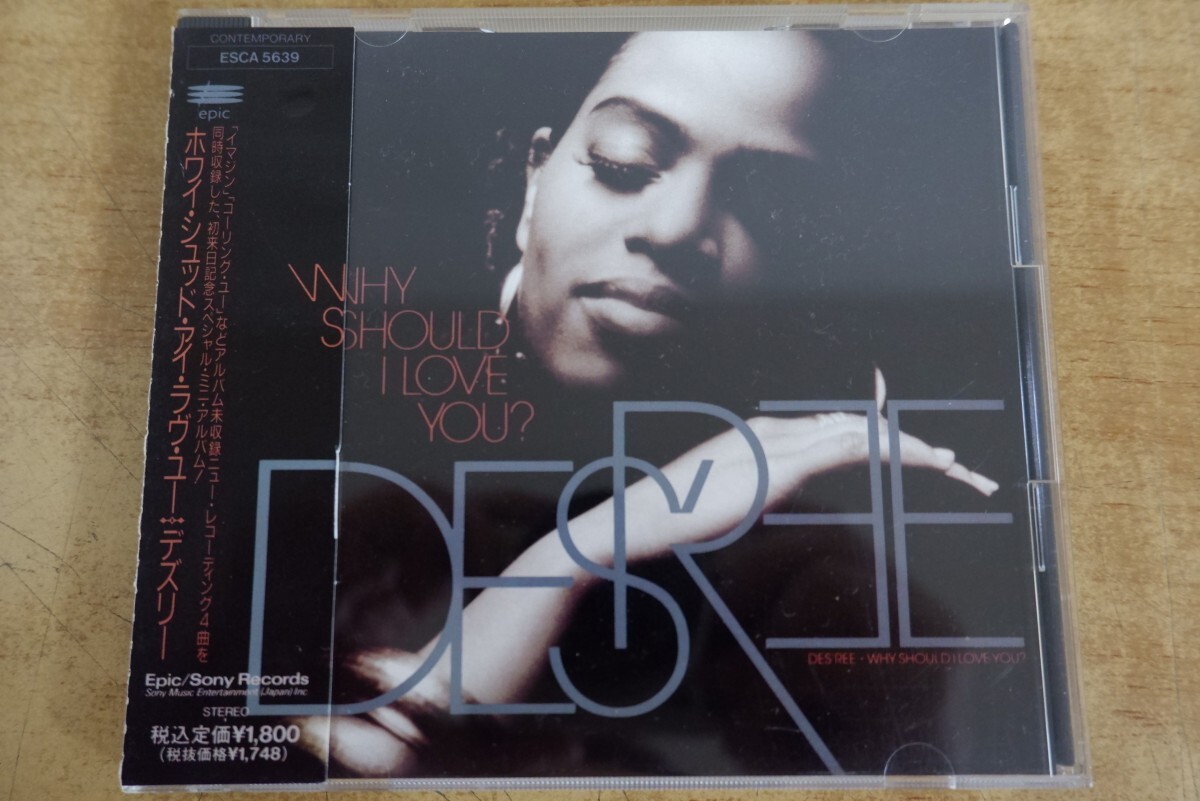 CONTEMPORARY
ESCA 5639
epic
「イマジン」「コーリング・ユー」などアルバム未収録ニュー・レコーディング4曲を
同時収録した、初来日記念スペシャル・ミニ・アルバム!
ホワイ・シュッド・アイ・ラヴ・ユー?/デズリー
Epic/Sony Records
Sony Music Entertainment (Japan) Inc.
STEREO
税込定価¥1,800
(税抜価格¥1,748)
WHY
SHOULD
I LOVE
YOU?
DES'REE
DES'REE · WHY SHOULD I LOVE YOU?